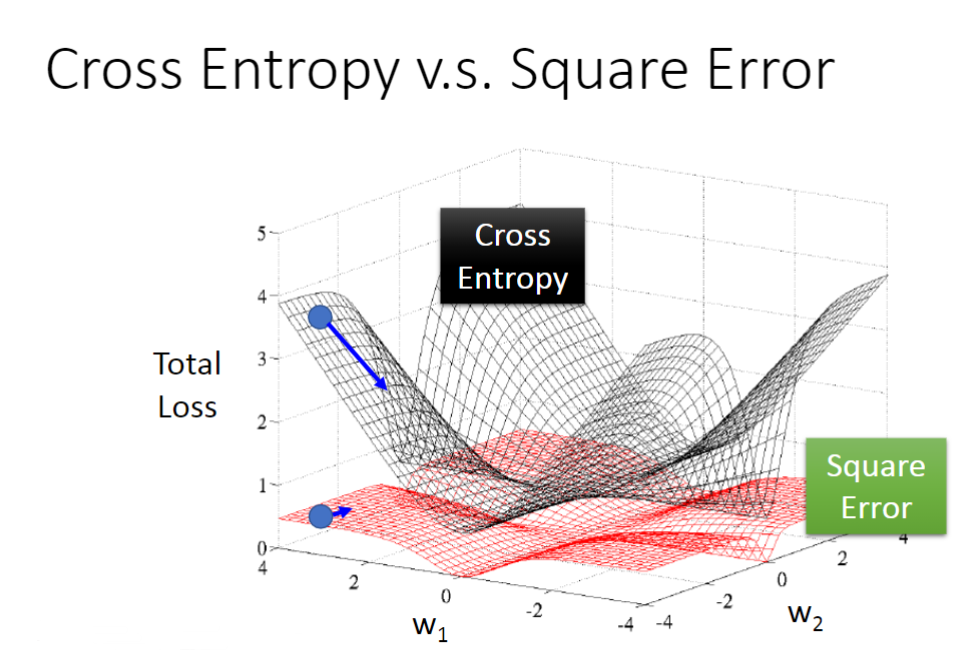 Cross Entropy v.s. Square Error
Cross
Entropy
5
4
3
2
1
0
Total
Loss
Square
Error
4
2
0
-2
-4
w1
-4
-2
0
2
4
w2